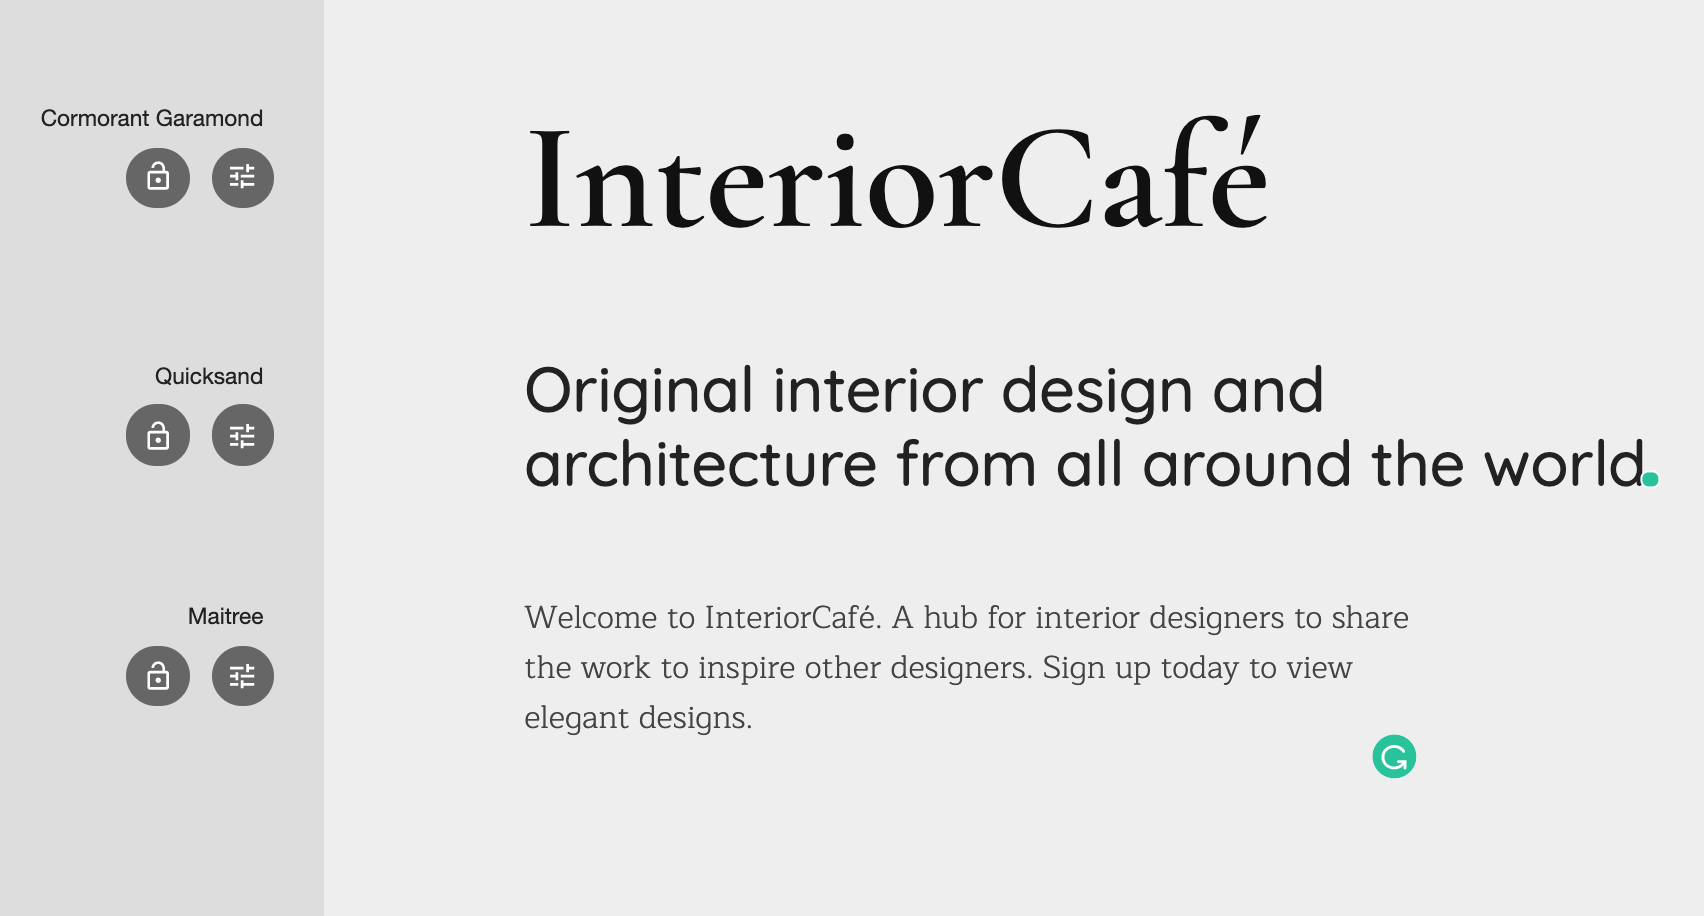 Cormorant Garamond
InteriorCafé
Quicksand
Original interior design and
architecture from all around the world
Maitree
Welcome to InteriorCafé. A hub for interior designers to share
the work to inspire other designers. Sign up today to view
elegant designs.